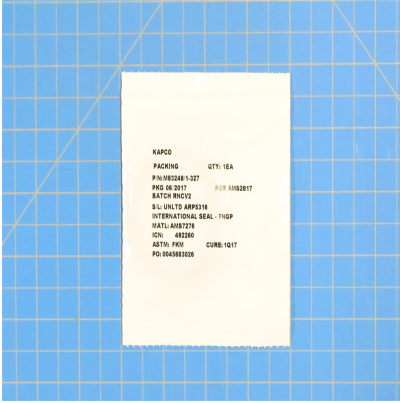 KAPCO
PACKING QTY: 1EA
P/N: M83248/1-327
PKG 06/2017 PER AMS2817
BATCH RNCV2
S/L: UNLTD ARP5316
INTERNATIONAL SEAL - FNGP
MATL: AMS7276
ICN: 492260
ASTM: FKM CURE: 1Q17
PO: 0045683026